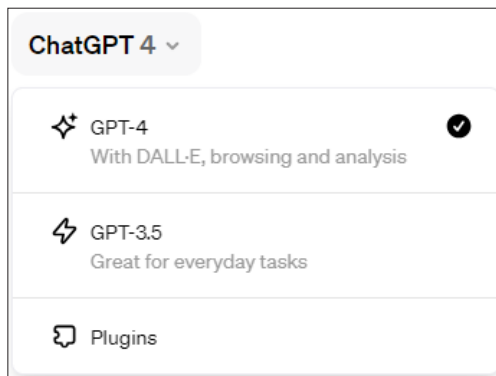 ChatGPT 4
GPT-4
With DALL·E, browsing and analysis
GPT-3.5
Great for everyday tasks
Plugins